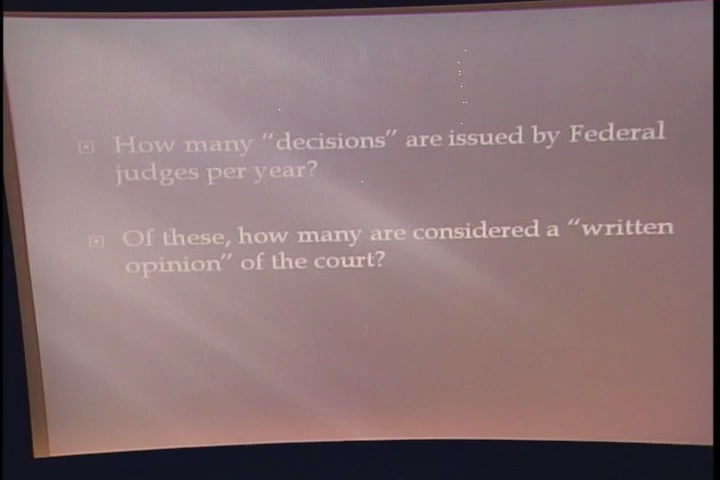 How many “decisions” are issued by Federal
judges per year?
Of these, how many are considered a “written
opinion” of the court?